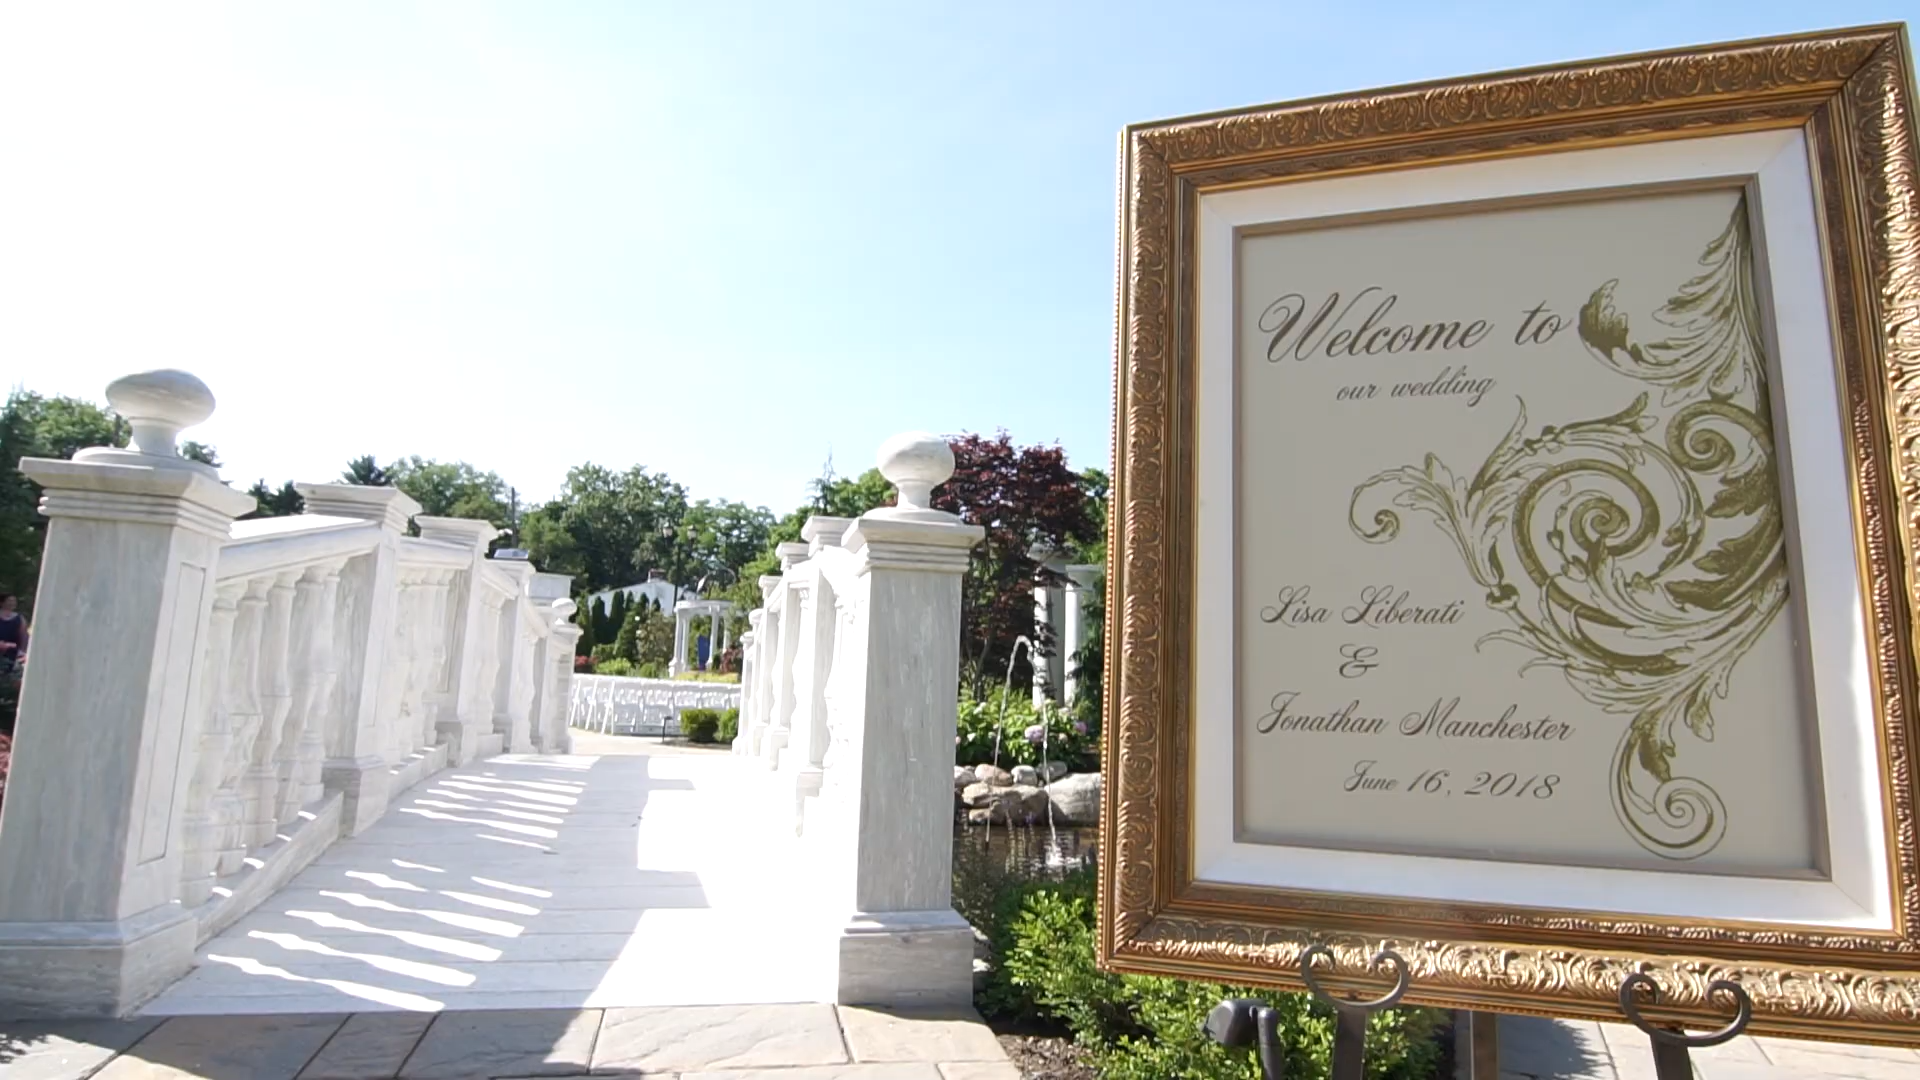 Welcome to
our wedding
Lisa Liberati
&
Jonathan Manchester
June 16, 2018